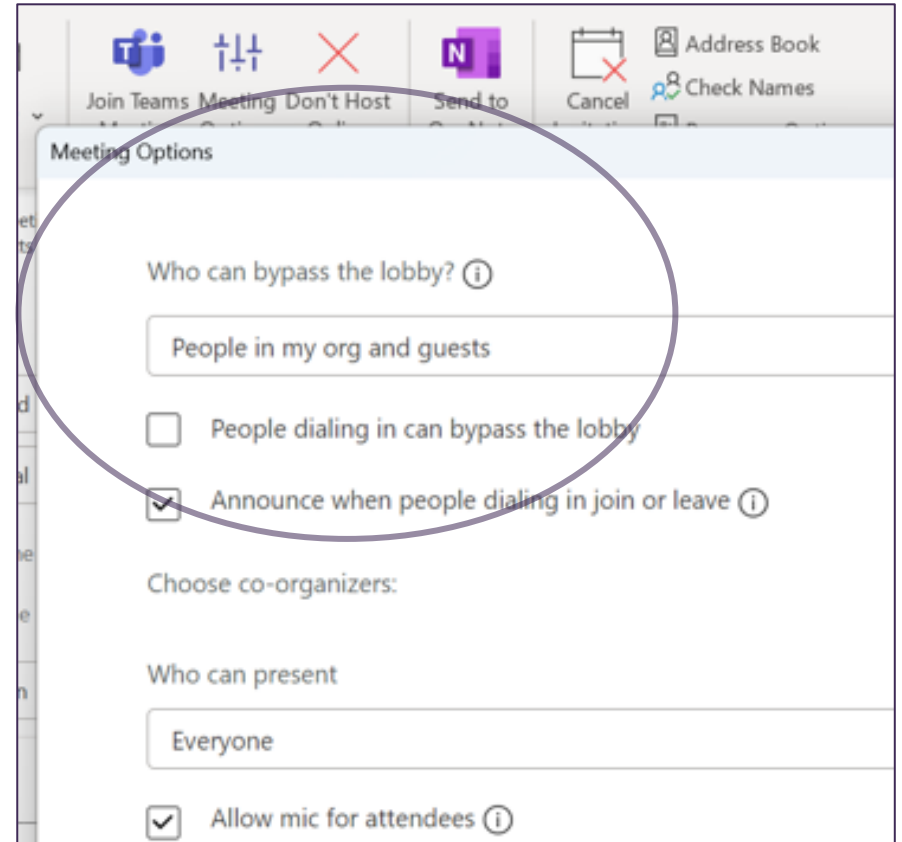 Address Book
Join Teams Meeting Don't Host Send to Cancel Check Names
Meeting Options
Who can bypass the lobby?
People in my org and guests
People dialing in can bypass the lobby
Announce when people dialing in join or leave
Choose co-organizers:
Who can present
Everyone
Allow mic for attendees